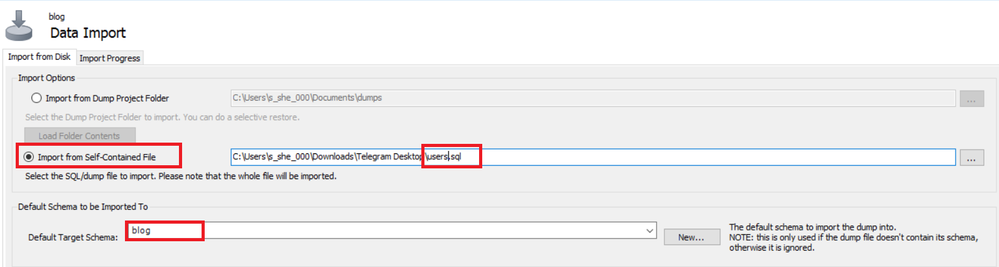 blog
Data Import
Import from Disk
Import Progress
Import Options
Import from Dump Project Folder
C:\Users\s_she_000\Documents\dumps
...
Select the Dump Project Folder to import. You can do a selective restore.
Load Folder Contents
Import from Self-Contained File
C:\Users\s_she_000\Downloads\Telegram Desktop\users.sql
...
Select the SQL/dump file to import. Please note that the whole file will be imported.
Default Schema to be Imported To
Default Target Schema:
blog
New...
The default schema to import the dump into.
NOTE: this is only used if the dump file doesn't contain its schema,
otherwise it is ignored.